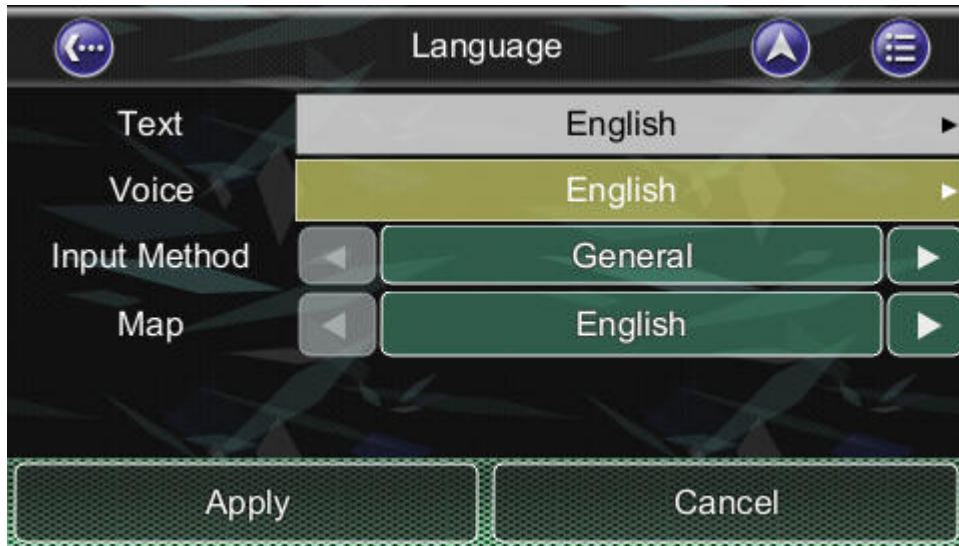 Language
Text English
Voice English
Input Method General
Map English
Apply Cancel